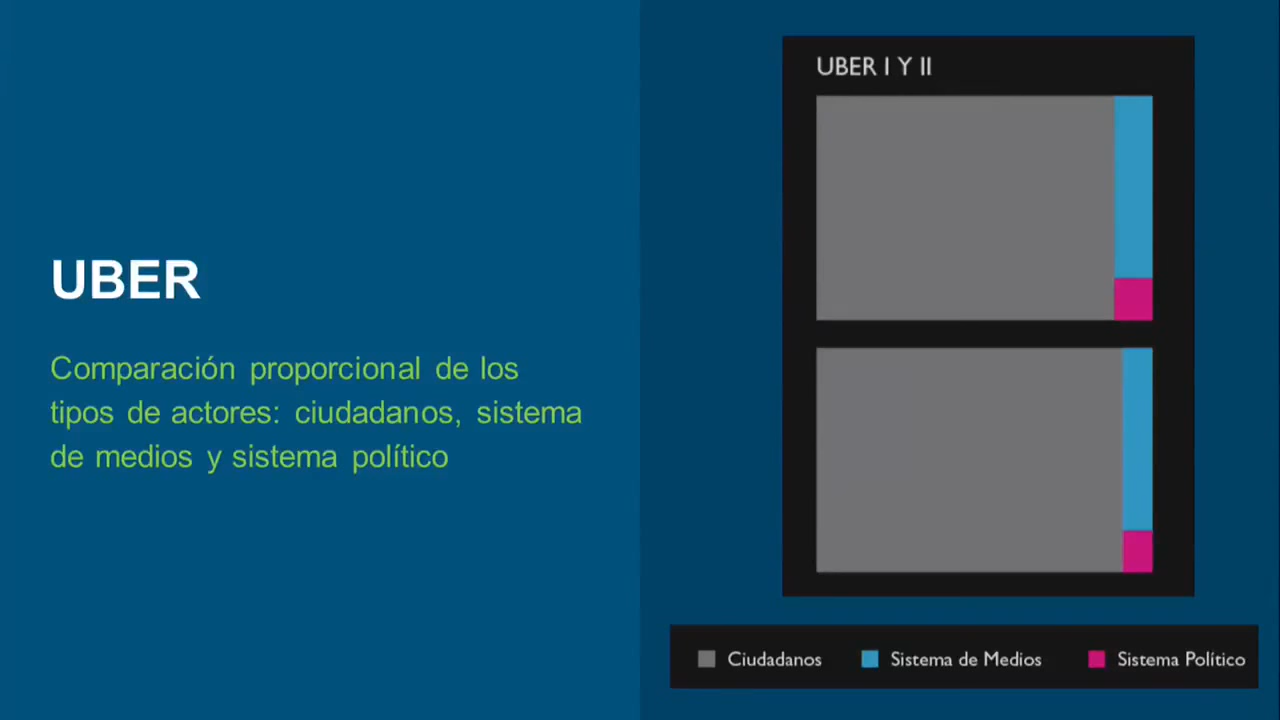 UBER
Comparación proporcional de los
tipos de actores: ciudadanos, sistema
de medios y sistema político
UBER I Y II
Ciudadanos
Sistema de Medios
Sistema Político